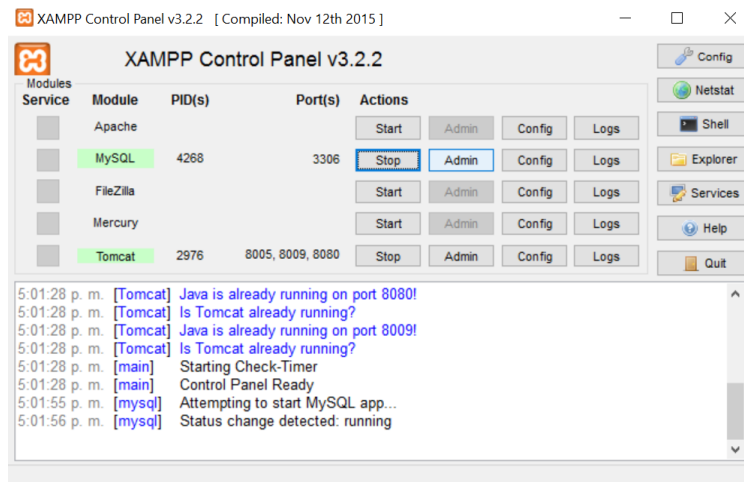 XAMPP Control Panel v3.2.2 [ Compiled: Nov 12th 2015 ]
XAMPP Control Panel v3.2.2
Config
Modules
Service Module PID(s) Port(s) Actions
Netstat
Apache Start Admin Config Logs
Shell
MySQL 4268 3306 Stop Admin Config Logs
Explorer
FileZilla Start Admin Config Logs
Services
Mercury Start Admin Config Logs
Help
Tomcat 2976 8005, 8009, 8080 Stop Admin Config Logs
Quit
5:01:28 p. m. [Tomcat] Java is already running on port 8080!
5:01:28 p. m. [Tomcat] Is Tomcat already running?
5:01:28 p. m. [Tomcat] Java is already running on port 8009!
5:01:28 p. m. [Tomcat] Is Tomcat already running?
5:01:28 p. m. [main] Starting Check-Timer
5:01:28 p. m. [main] Control Panel Ready
5:01:55 p. m. [mysql] Attempting to start MySQL app...
5:01:56 p. m. [mysql] Status change detected: running